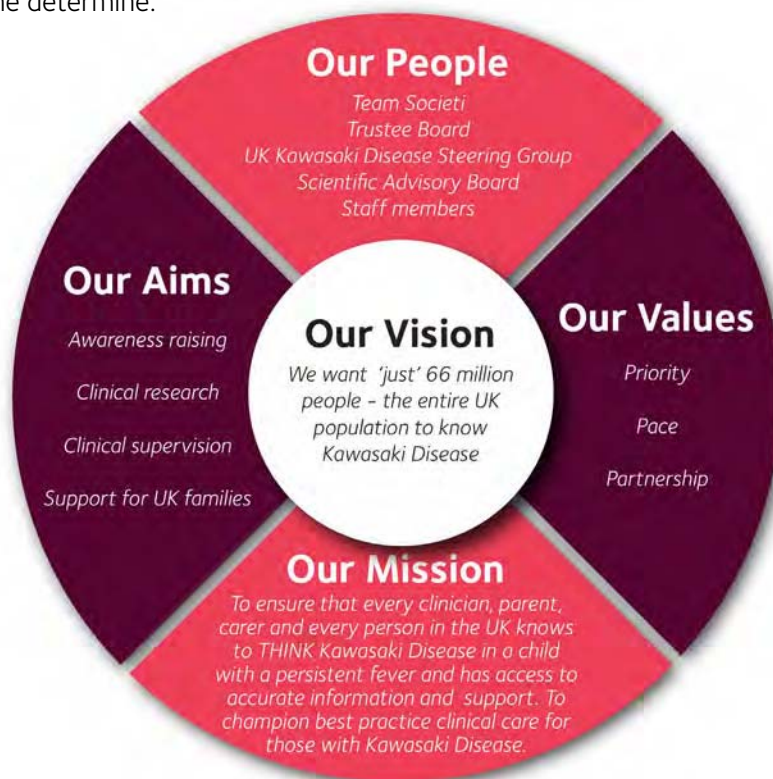 ne determine.
Our People
Team Societi
Trustee Board
UK Kawasaki Disease Steering Group
Scientific Advisory Board
Staff members
Our Aims
Awareness raising
Clinical research
Clinical supervision
Support for UK families
Our Vision
We want 'just' 66 million
people - the entire UK
population to know
Kawasaki Disease
Our Values
Priority
Pace
Partnership
Our Mission
To ensure that every clinician, parent,
carer and every person in the UK knows
to THINK Kawasaki Disease in a child
with a persistent fever and has access to
accurate information and support. To
champion best practice clinical care for
those with Kawasaki Disease.